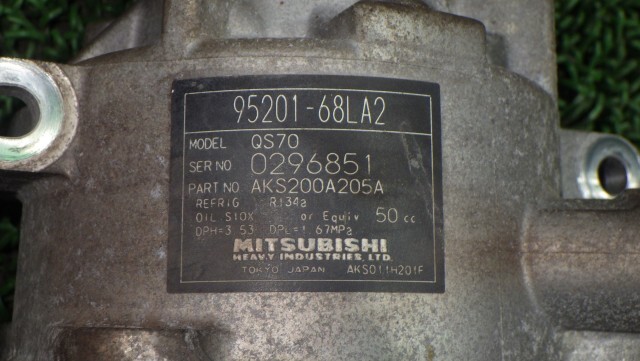 95201-68LA2
MODEL QS70
SER NO 0296851
PART NO AKS200A205A
REFRIG R134a
OIL S10X or Equiv 50 cc
DPH=3.53 DPL=1.67MPa
MITSUBISHI
HEAVY INDUSTRIES, LTD.
TOKYO JAPAN AKS011H201F